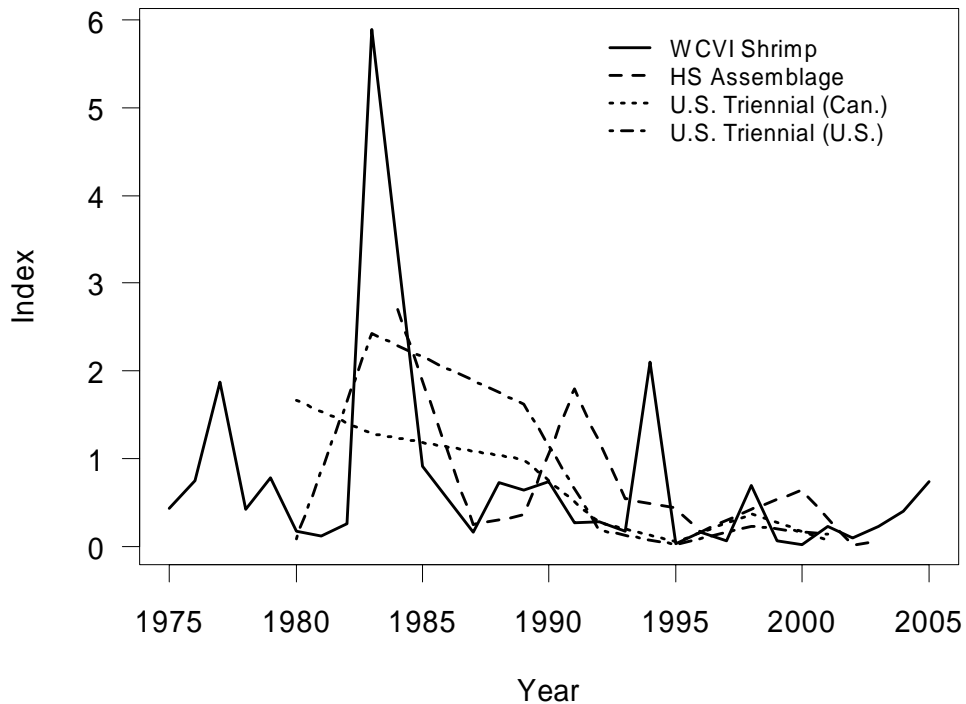 6
5
4
3
2
1
0
Index
WCVI Shrimp
HS Assemblage
U.S. Triennial (Can.)
U.S. Triennial (U.S.)
1975 1980 1985 1990 1995 2000 2005
Year